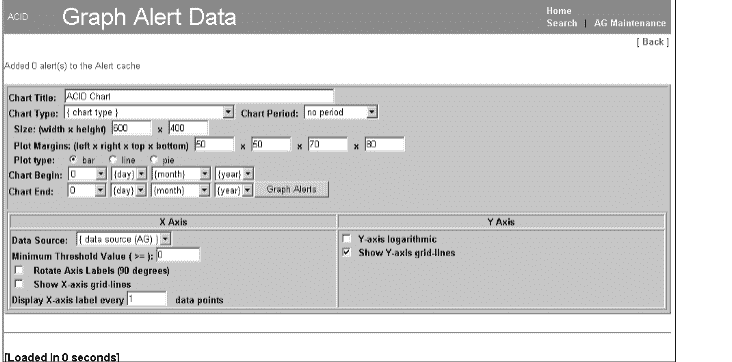 ACID Graph Alert Data
Home
Search | AG Maintenance
[ Back ]
Added 0 alert(s) to the Alert cache
Chart Title: ACID Chart
Chart Type: { chart type } Chart Period: no period
Size: (width x height) 600 x 400
Plot Margins: (left x right x top x bottom) 50 x 50 x 70 x 80
Plot type: bar line pie
Chart Begin: 0 {day} {month} {year}
Chart End: 0 {day} {month} {year} Graph Alerts
X Axis Y Axis
Data Source: { data source (AG) } Y-axis logarithmic
Minimum Threshold Value ( >= ): 0 Show Y-axis grid-lines
Rotate Axis Labels (90 degrees)
Show X-axis grid-lines
Display X-axis label every 1 data points
[Loaded in 0 seconds]